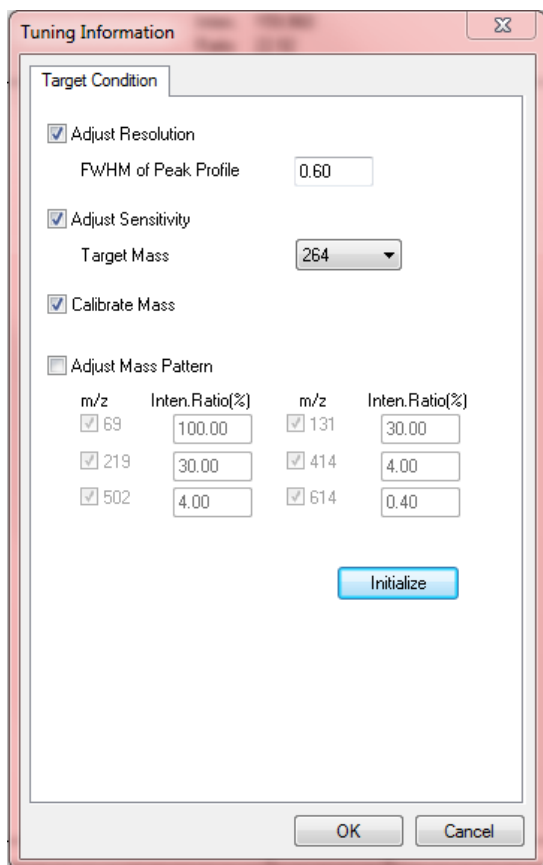 Tuning Information
Target Condition
Adjust Resolution
FWHM of Peak Profile 0.60
Adjust Sensitivity
Target Mass 264
Calibrate Mass
Adjust Mass Pattern
m/z Inten.Ratio(%) m/z Inten.Ratio(%)
69 100.00 131 30.00
219 30.00 414 4.00
502 4.00 614 0.40
Initialize
OK Cancel